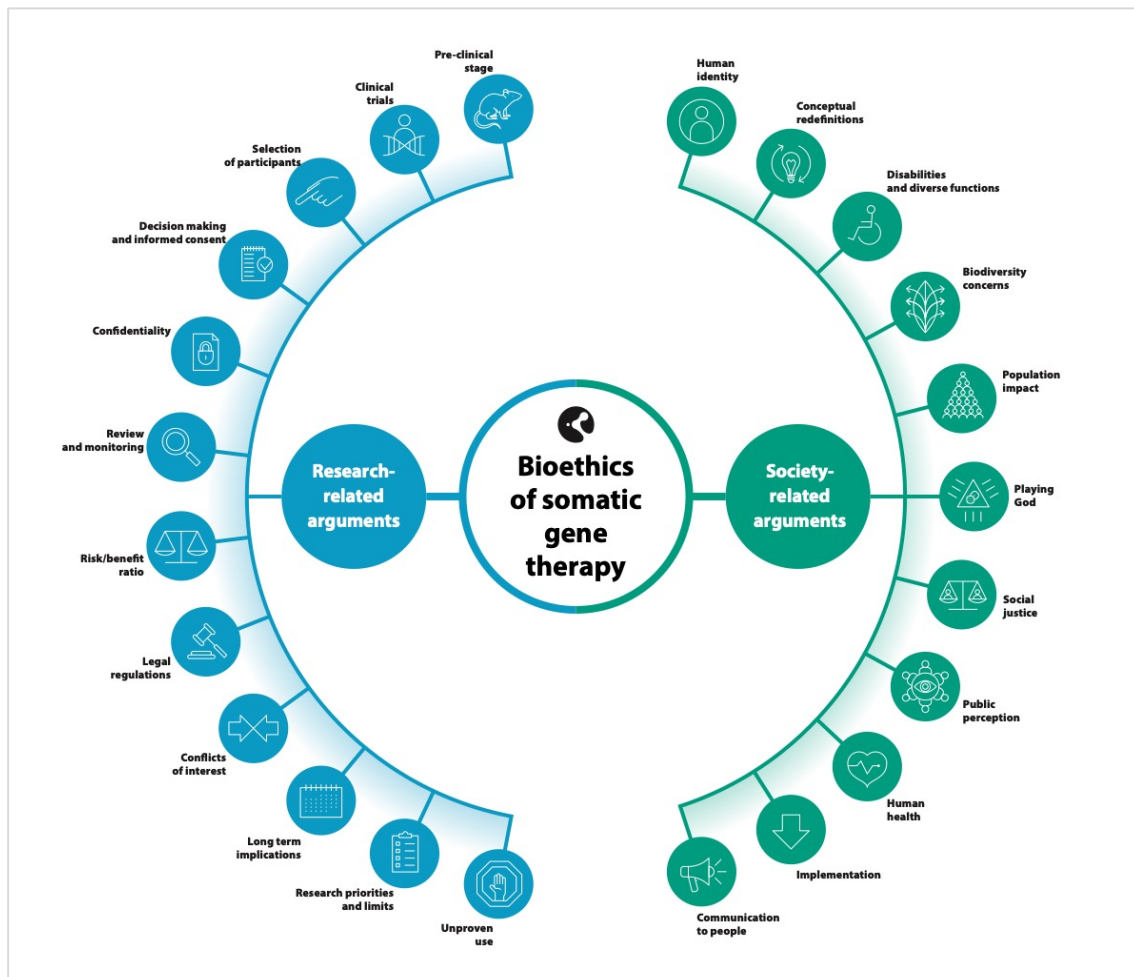 Pre-clinical
stage
Clinical
trials
Selection
of participants
Decision making
and informed consent
Confidentiality
Review
and monitoring
Risk/benefit
ratio
Legal
regulations
Conflicts
of interest
Long term
implications
Research priorities
and limits
Unproven
use
Research-
related
arguments
Bioethics
of somatic
gene
therapy
Society-
related
arguments
Human
identity
Conceptual
redefinitions
Disabilities
and diverse functions
Biodiversity
concerns
Population
impact
Playing
God
Social
justice
Public
perception
Human
health
Implementation
Communication
to people